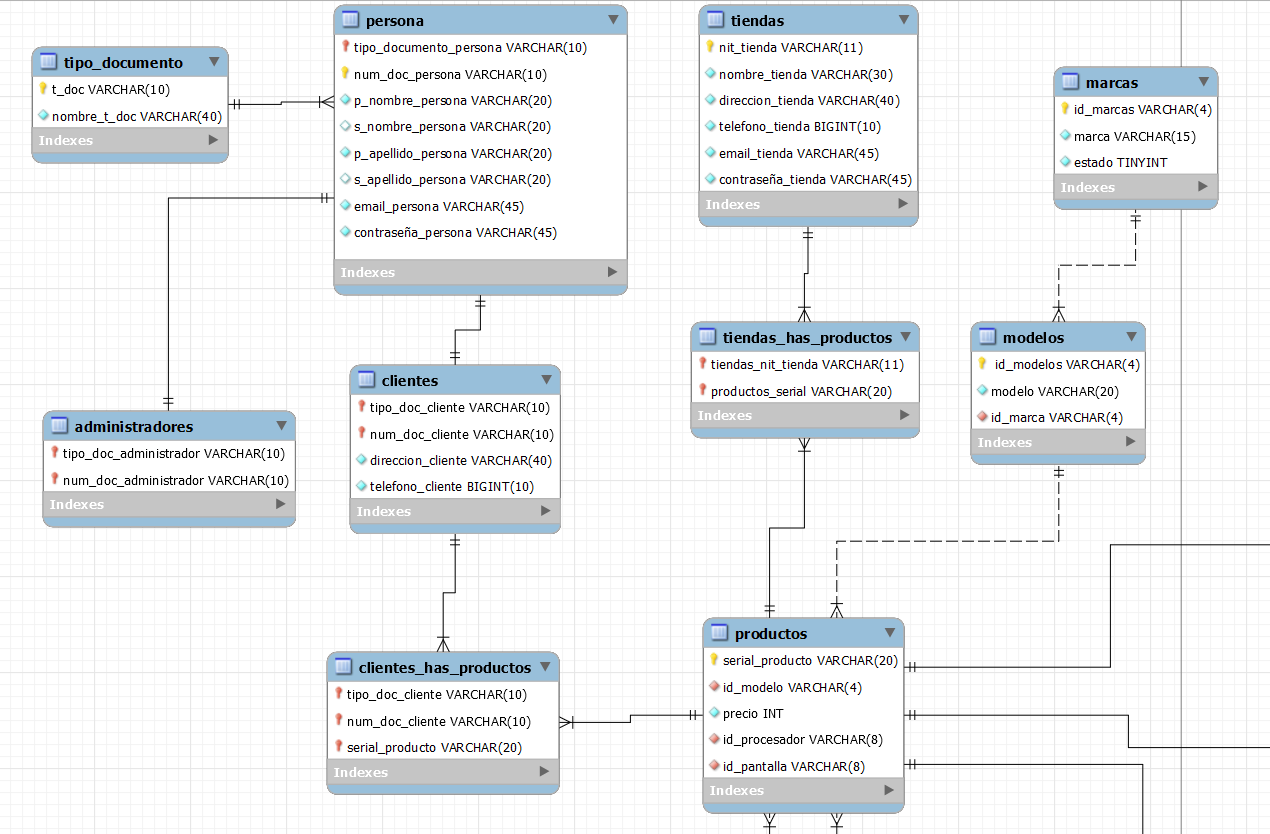 tipo_documento
t_doc VARCHAR(10)
nombre_t_doc VARCHAR(40)
Indexes
persona
tipo_documento_persona VARCHAR(10)
num_doc_persona VARCHAR(10)
p_nombre_persona VARCHAR(20)
s_nombre_persona VARCHAR(20)
p_apellido_persona VARCHAR(20)
s_apellido_persona VARCHAR(20)
email_persona VARCHAR(45)
contraseña_persona VARCHAR(45)
Indexes
tiendas
nit_tienda VARCHAR(11)
nombre_tienda VARCHAR(30)
direccion_tienda VARCHAR(40)
telefono_tienda BIGINT(10)
email_tienda VARCHAR(45)
contraseña_tienda VARCHAR(45)
Indexes
marcas
id_marcas VARCHAR(4)
marca VARCHAR(15)
estado TINYINT
Indexes
administradores
tipo_doc_administrador VARCHAR(10)
num_doc_administrador VARCHAR(10)
Indexes
clientes
tipo_doc_cliente VARCHAR(10)
num_doc_cliente VARCHAR(10)
direccion_cliente VARCHAR(40)
telefono_cliente BIGINT(10)
Indexes
tiendas_has_productos
tiendas_nit_tienda VARCHAR(11)
productos_serial VARCHAR(20)
Indexes
modelos
id_modelos VARCHAR(4)
modelo VARCHAR(20)
id_marca VARCHAR(4)
Indexes
clientes_has_productos
tipo_doc_cliente VARCHAR(10)
num_doc_cliente VARCHAR(10)
serial_producto VARCHAR(20)
Indexes
productos
serial_producto VARCHAR(20)
id_modelo VARCHAR(4)
precio INT
id_procesador VARCHAR(8)
id_pantalla VARCHAR(8)
Indexes